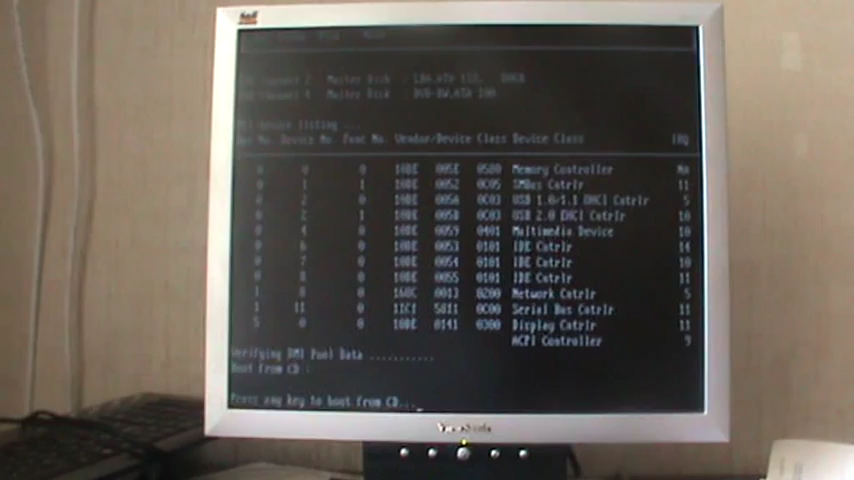 Master Disk :
Master Disk : DVD-RW,ATA 100
PCI device listing ...
Bus No. Device No. Func No. Vendor/Device Class Device Class IRQ
0 0 0 10DE 005E 0580 Memory Controller NA
0 1 1 10DE 0052 0C05 SMBus Cntrlr 11
0 2 0 10DE 005A 0C03 USB 1.0/1.1 OHCI Cntrlr 5
0 2 1 10DE 005B 0C03 USB 2.0 EHCI Cntrlr 10
0 4 0 10DE 0059 0401 Multimedia Device 10
0 6 0 10DE 0053 0101 IDE Cntrlr 14
0 7 0 10DE 0054 0101 IDE Cntrlr 10
0 8 0 10DE 0055 0101 IDE Cntrlr 11
1 8 0 168C 0013 0200 Network Cntrlr 5
1 11 0 11C1 5811 0C00 Serial Bus Cntrlr 11
5 0 0 10DE 0141 0300 Display Cntrlr 11
ACPI Controller 9
Verifying DMI Pool Data ...........
Boot from CD :
Press any key to boot from CD..._
ViewSonic